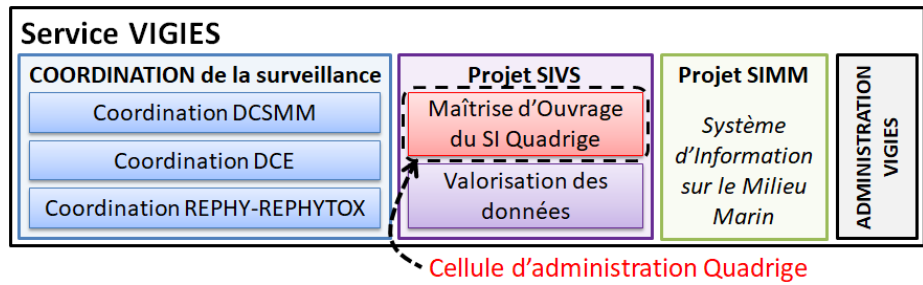 Service VIGIES
COORDINATION de la surveillance
Coordination DCSMM
Coordination DCE
Coordination REPHY-REPHYTOX
Projet SIVS
Maîtrise d'Ouvrage
du SI Quadrige
Valorisation des
données
Projet SIMM
Système
d'Information
sur le Milieu
Marin
ADMINISTRATION
VIGIES
Cellule d'administration Quadrige